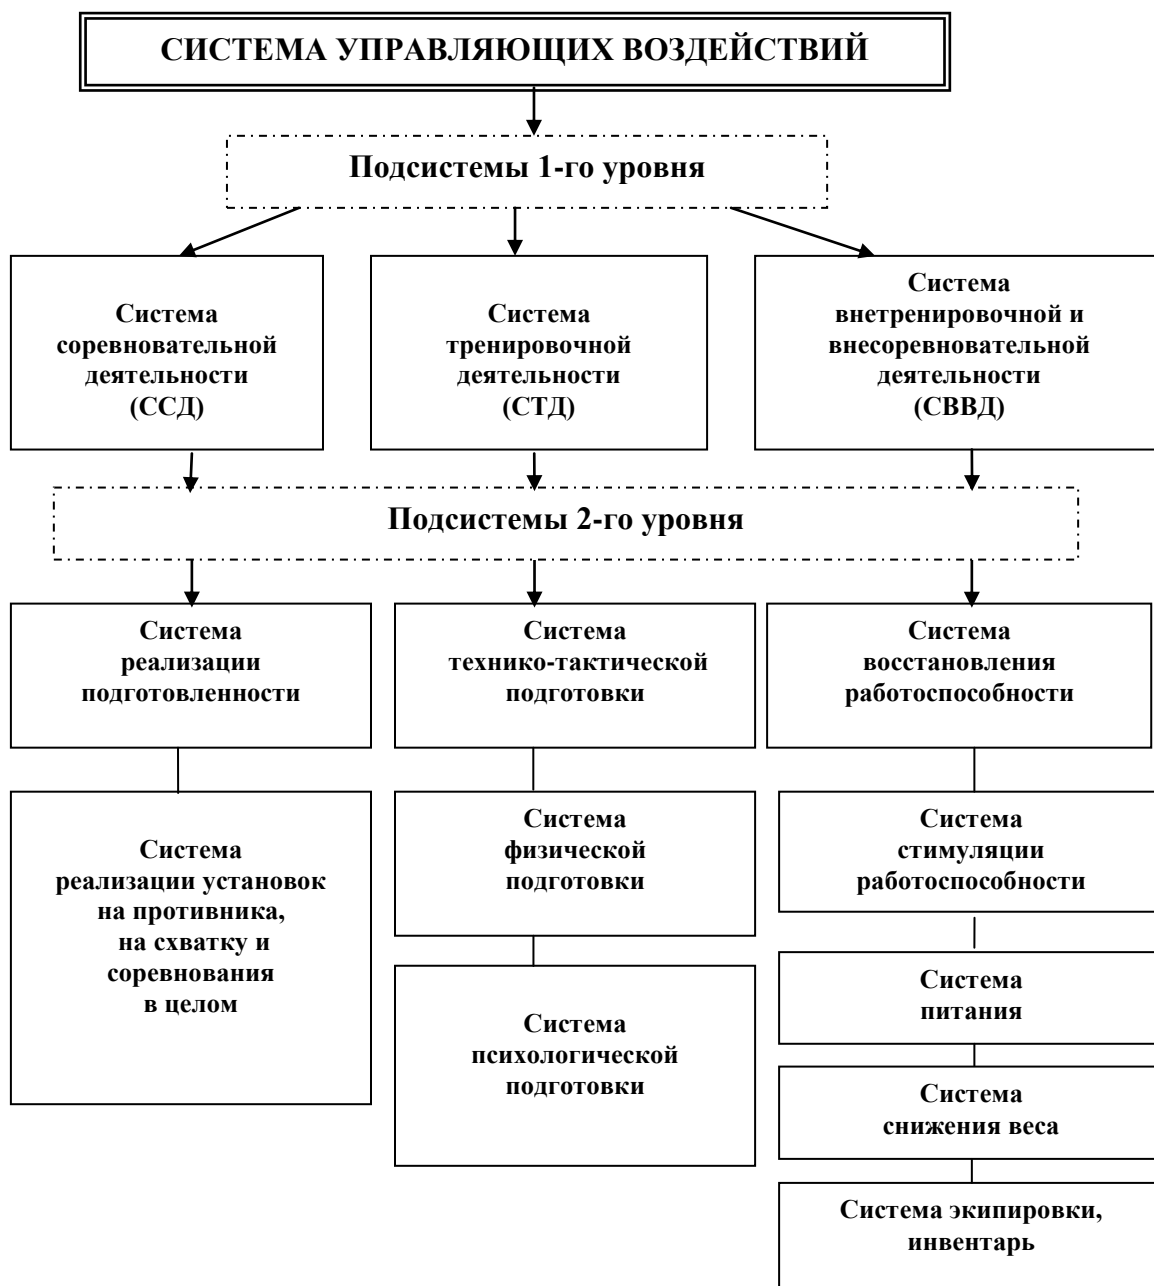 СИСТЕМА УПРАВЛЯЮЩИХ ВОЗДЕЙСТВИЙ
Подсистемы 1-го уровня
Система
соревновательной
деятельности
(ССД)
Система
тренировочной
деятельности
(СТД)
Система
внетренировочной и
внесоревновательной
деятельности
(СВВД)
Подсистемы 2-го уровня
Система
реализации
подготовленности
Система
технико-тактической
подготовки
Система
восстановления
работоспособности
Система
реализации установок
на противника,
на схватку и
соревнования
в целом
Система
физической
подготовки
Система
стимуляции
работоспособности
Система
психологической
подготовки
Система
питания
Система
снижения веса
Система экипировки,
инвентарь